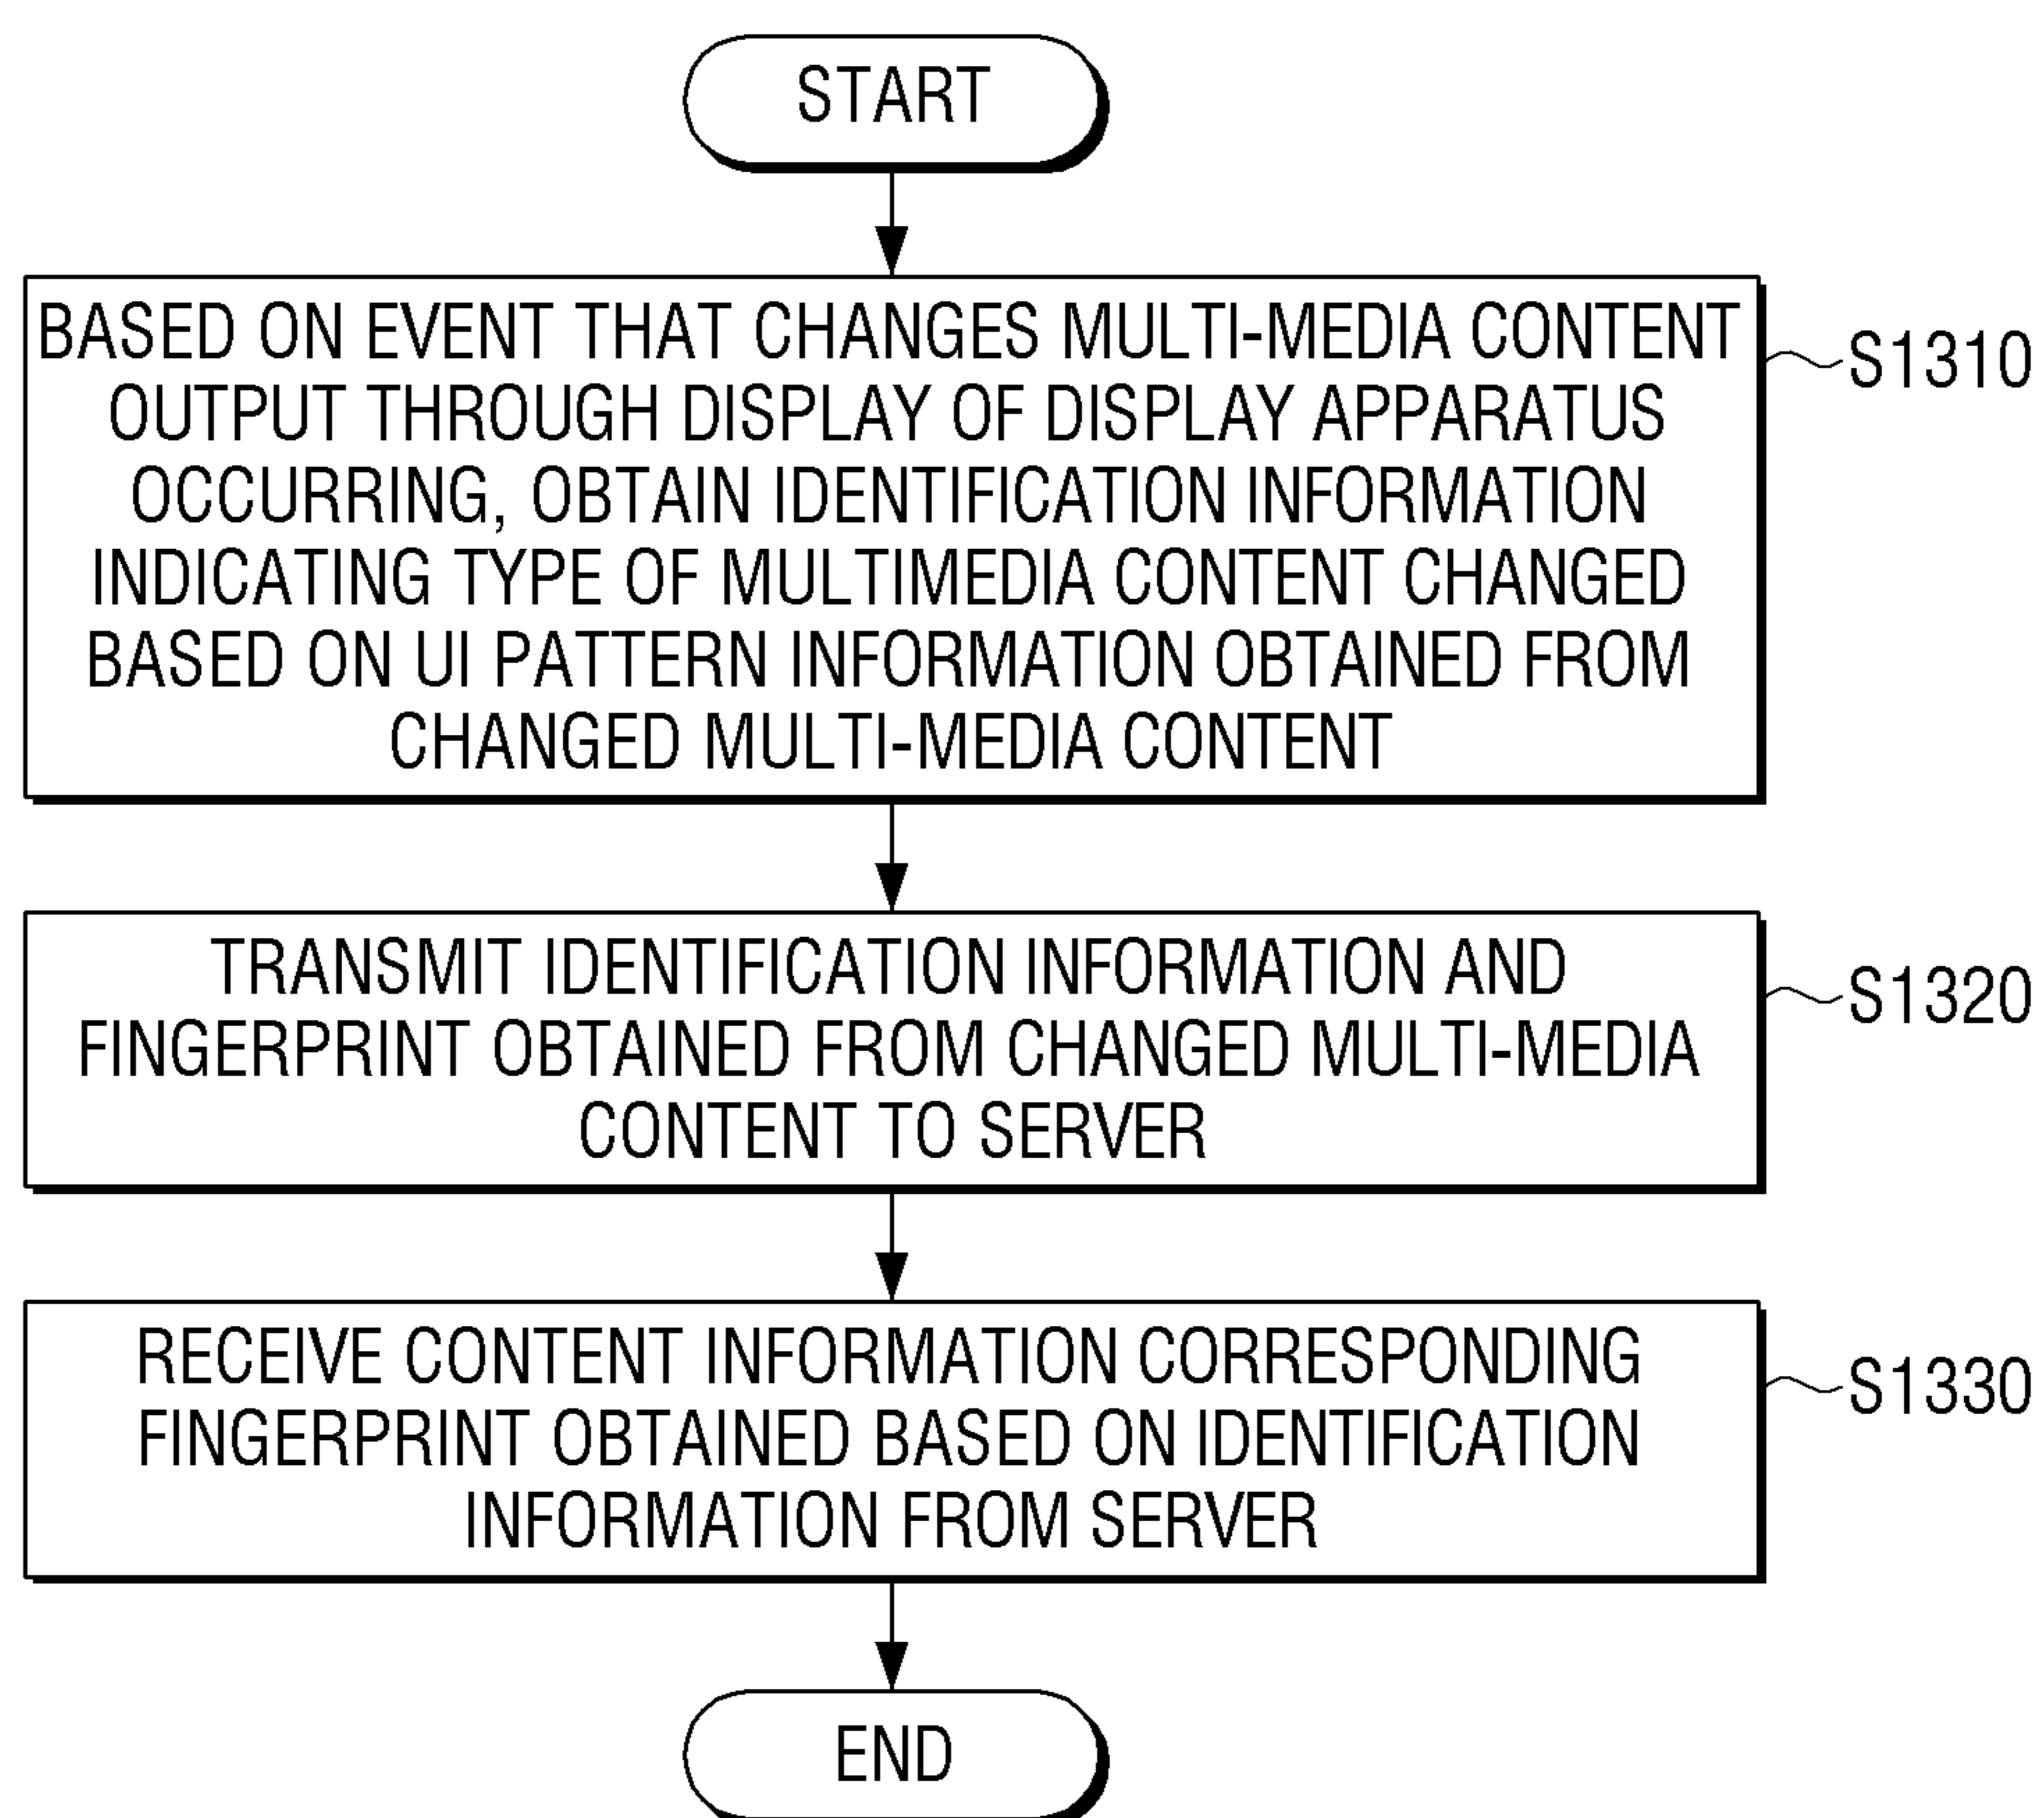 START
BASED ON EVENT THAT CHANGES MULTI-MEDIA CONTENT
OUTPUT THROUGH DISPLAY OF DISPLAY APPARATUS
OCCURRING, OBTAIN IDENTIFICATION INFORMATION
INDICATING TYPE OF MULTIMEDIA CONTENT CHANGED
BASED ON UI PATTERN INFORMATION OBTAINED FROM
CHANGED MULTI-MEDIA CONTENT
S1310
TRANSMIT IDENTIFICATION INFORMATION AND
FINGERPRINT OBTAINED FROM CHANGED MULTI-MEDIA
CONTENT TO SERVER
S1320
RECEIVE CONTENT INFORMATION CORRESPONDING
FINGERPRINT OBTAINED BASED ON IDENTIFICATION
INFORMATION FROM SERVER
S1330
END